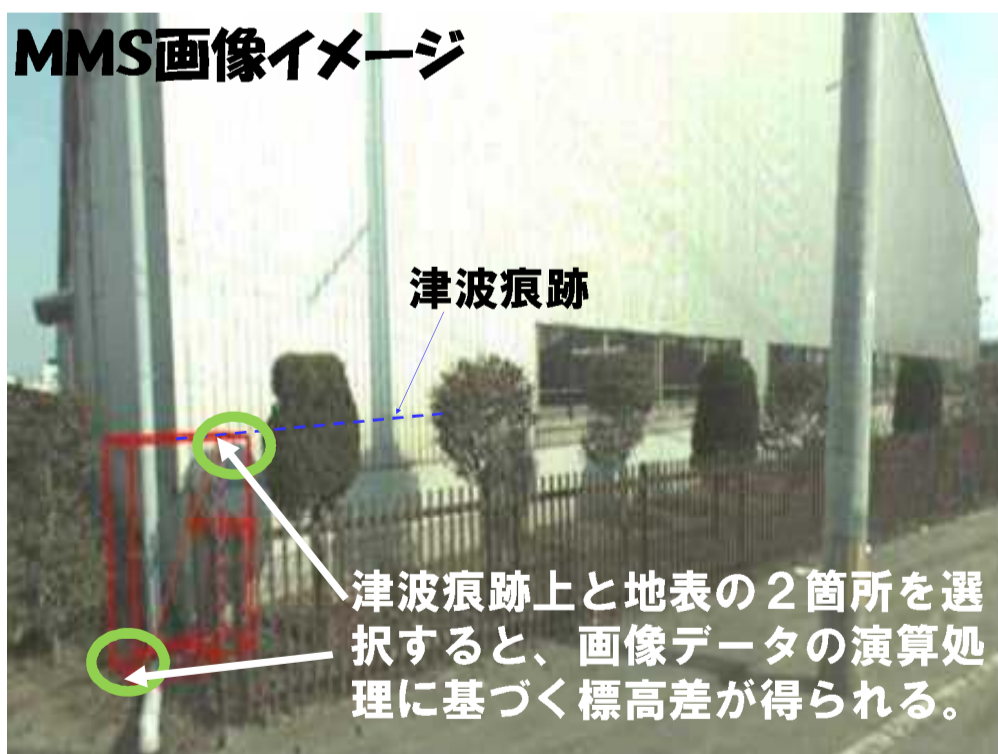 MMS画像イメージ
津波痕跡
津波痕跡上と地表の２箇所を選
択すると、画像データの演算処
理に基づく標高差が得られる。